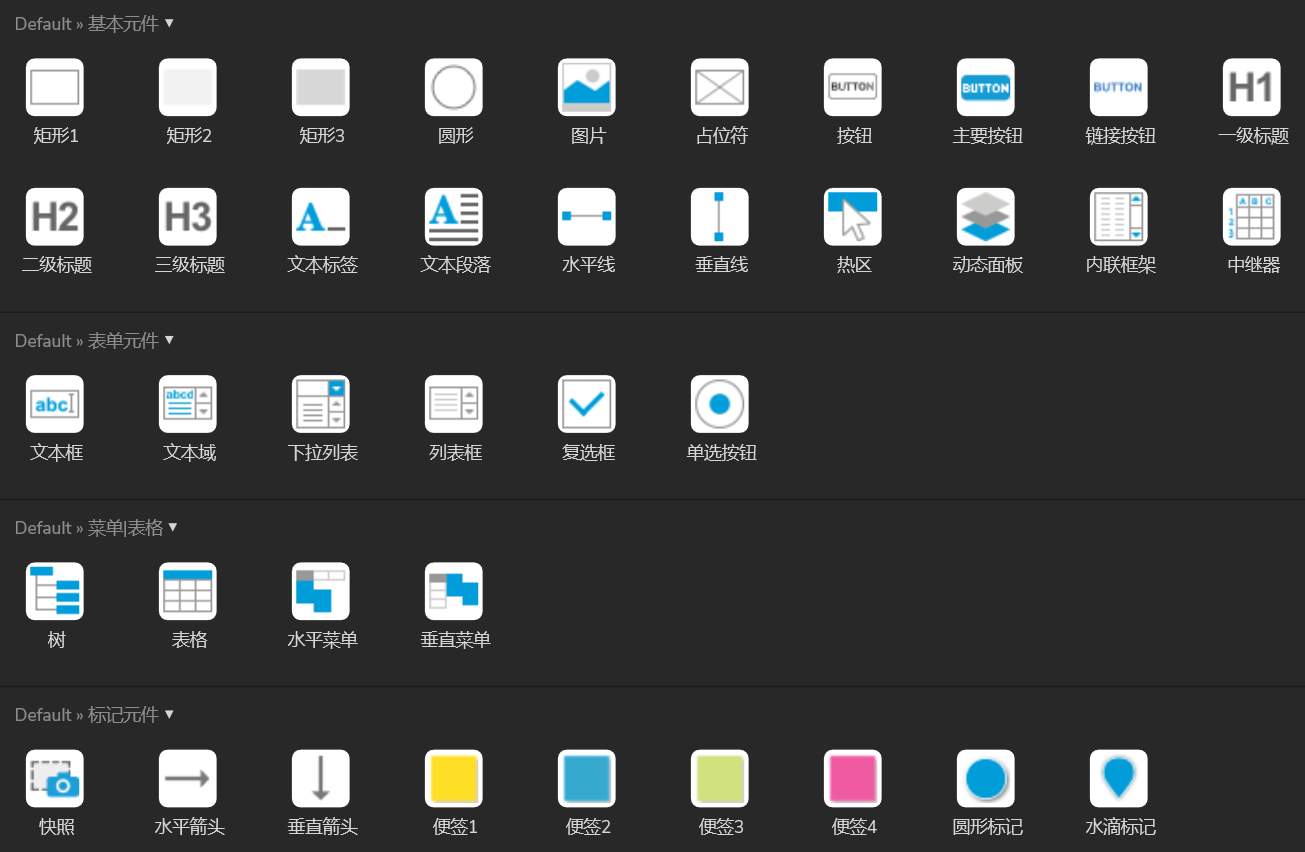 Default » 基本元件 ▼
BUTTON BUTTON BUTTON H1
矩形1 矩形2 矩形3 圆形 图片 占位符 按钮 主要按钮 链接按钮 一级标题
H2 H3 A_ A A B C 1 2 3
二级标题 三级标题 文本标签 文本段落 水平线 垂直线 热区 动态面板 内联框架 中继器
Default » 表单元件 ▼
abc abcd
文本框 文本域 下拉列表 列表框 复选框 单选按钮
Default » 菜单|表格 ▼
树 表格 水平菜单 垂直菜单
Default » 标记元件 ▼
快照 水平箭头 垂直箭头 便签1 便签2 便签3 便签4 圆形标记 水滴标记